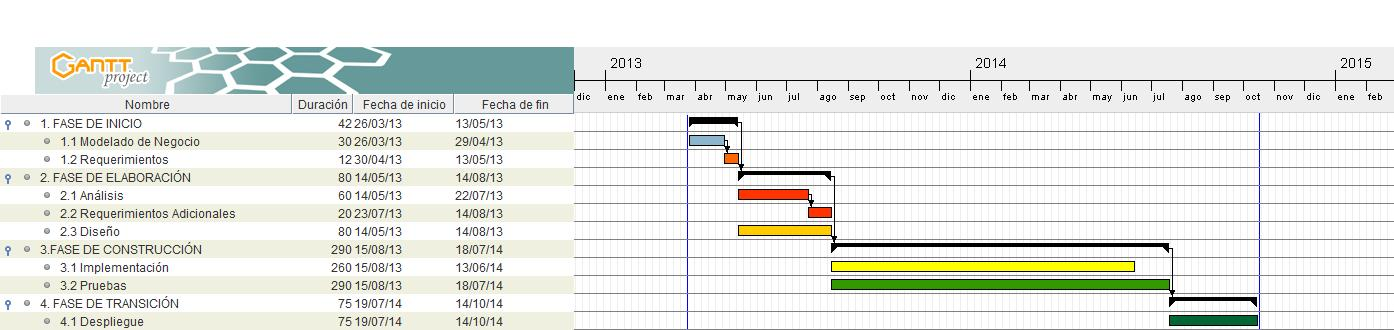 GANTT project
2013 2014 2015
dic ene feb mar abr may jun jul ago sep oct nov dic ene feb mar abr may jun jul ago sep oct nov dic ene feb
Nombre Duración Fecha de inicio Fecha de fin
1. FASE DE INICIO 42 26/03/13 13/05/13
1.1 Modelado de Negocio 30 26/03/13 29/04/13
1.2 Requerimientos 12 30/04/13 13/05/13
2. FASE DE ELABORACIÓN 80 14/05/13 14/08/13
2.1 Análisis 60 14/05/13 22/07/13
2.2 Requerimientos Adicionales 20 23/07/13 14/08/13
2.3 Diseño 80 14/05/13 14/08/13
3.FASE DE CONSTRUCCIÓN 290 15/08/13 18/07/14
3.1 Implementación 260 15/08/13 13/06/14
3.2 Pruebas 290 15/08/13 18/07/14
4. FASE DE TRANSICIÓN 75 19/07/14 14/10/14
4.1 Despliegue 75 19/07/14 14/10/14